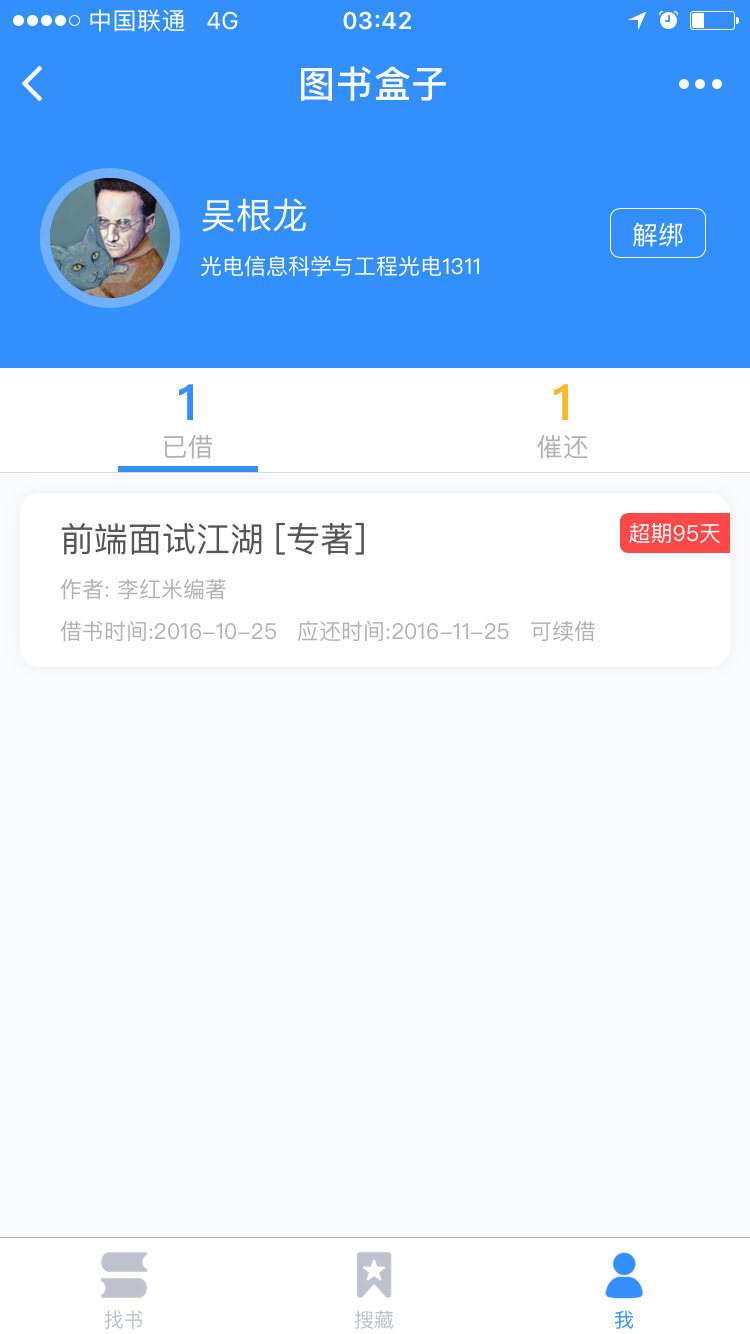 中国联通 4G 03:42
图书盒子
吴根龙
解绑
光电信息科学与工程光电1311
1 1
已借 催还
前端面试江湖 [专著] 超期95天
作者: 李红米编著
借书时间:2016-10-25 应还时间:2016-11-25 可续借
找书 搜藏 我